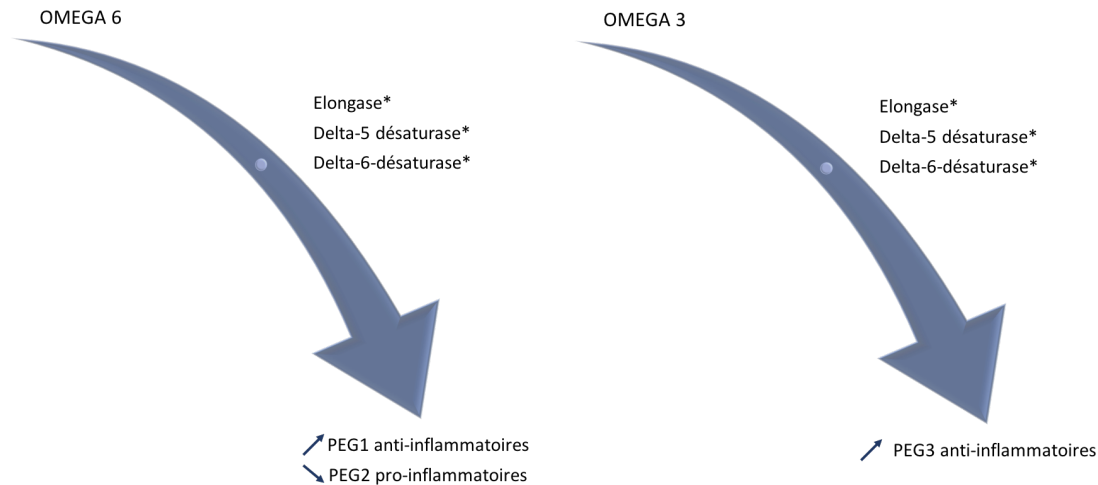 OMEGA 6
Elongase*
Delta-5 désaturase*
Delta-6-désaturase*
PEG1 anti-inflammatoires
PEG2 pro-inflammatoires
OMEGA 3
Elongase*
Delta-5 désaturase*
Delta-6-désaturase*
PEG3 anti-inflammatoires